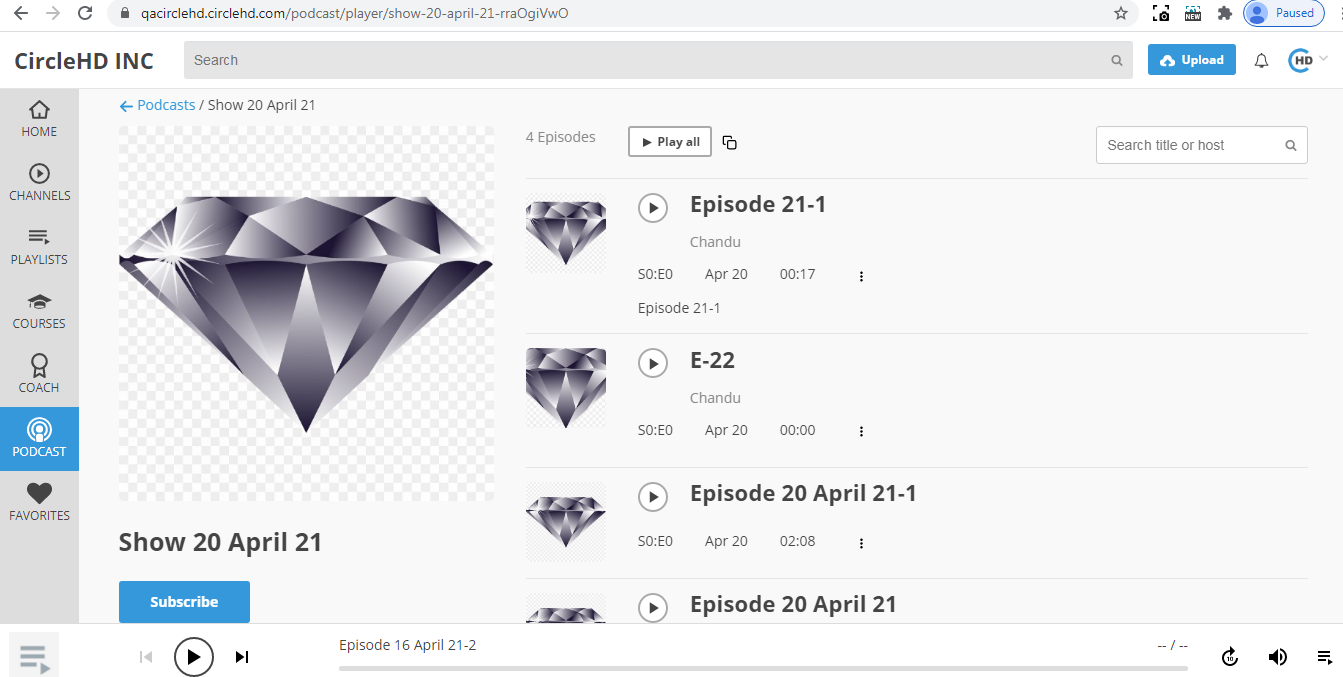 qacirclehd.circlehd.com/podcast/player/show-20-april-21-rraOgiVwO
NEW
Paused
CircleHD INC
Search
Upload
HD
HOME
CHANNELS
PLAYLISTS
COURSES
COACH
PODCAST
FAVORITES
Podcasts / Show 20 April 21
Show 20 April 21
Subscribe
4 Episodes
Play all
Search title or host
Episode 21-1
Chandu
S0:E0 Apr 20 00:17
Episode 21-1
E-22
Chandu
S0:E0 Apr 20 00:00
Episode 20 April 21-1
S0:E0 Apr 20 02:08
Episode 20 April 21
Episode 16 April 21-2
-- / --
10